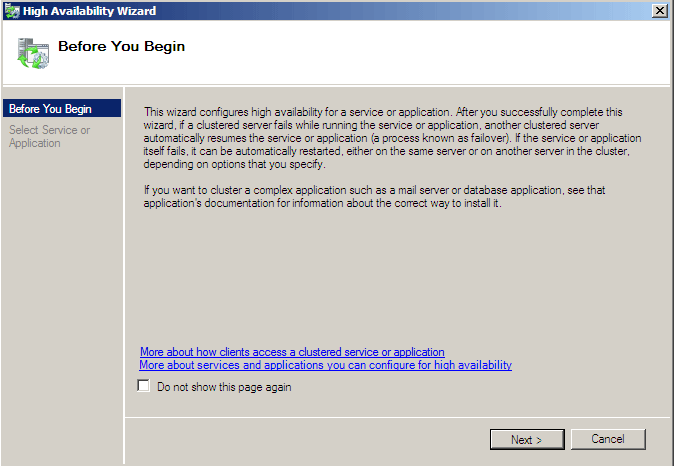 High Availability Wizard
Before You Begin
Before You Begin
Select Service or
Application
This wizard configures high availability for a service or application. After you successfully complete this
wizard, if a clustered server fails while running the service or application, another clustered server
automatically resumes the service or application (a process known as failover). If the service or application
itself fails, it can be automatically restarted, either on the same server or on another server in the cluster,
depending on options that you specify.
If you want to cluster a complex application such as a mail server or database application, see that
application's documentation for information about the correct way to install it.
More about how clients access a clustered service or application
More about services and applications you can configure for high availability
Do not show this page again
Next >
Cancel